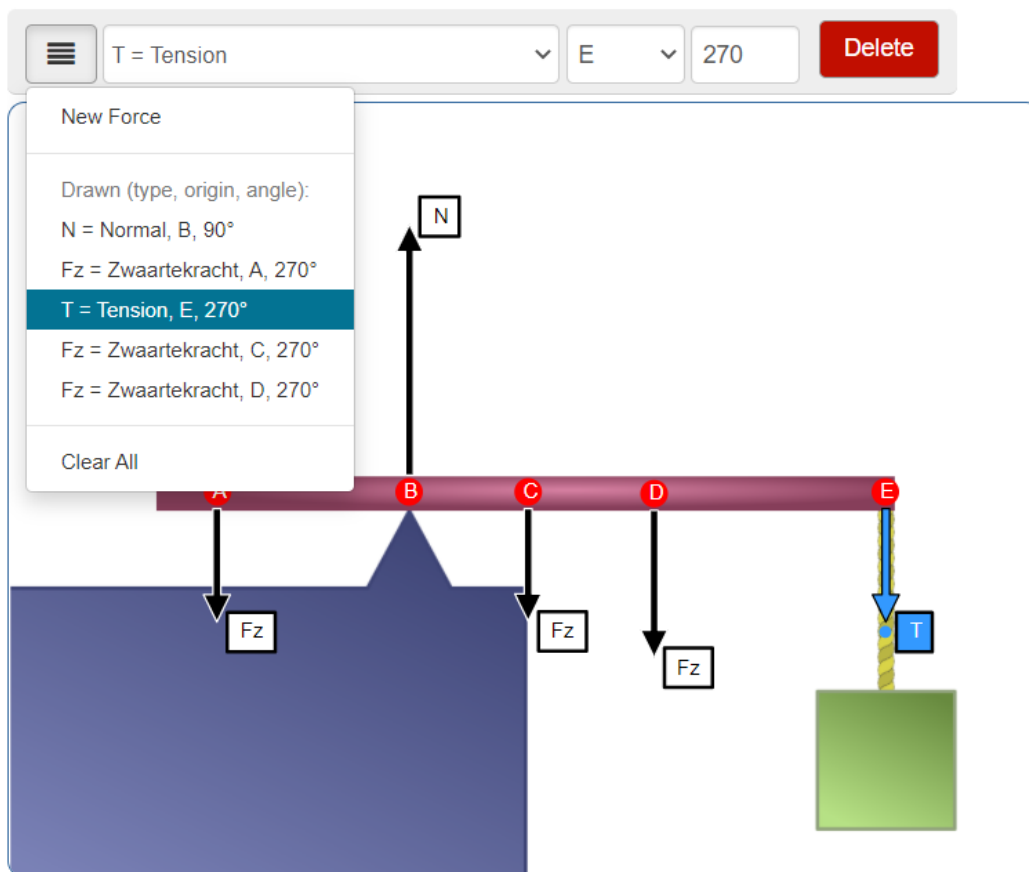 T = Tension E 270 Delete
New Force
Drawn (type, origin, angle):
N = Normal, B, 90°
Fz = Zwaartekracht, A, 270°
T = Tension, E, 270°
Fz = Zwaartekracht, C, 270°
Fz = Zwaartekracht, D, 270°
Clear All
N
A B C D E
Fz Fz T
Fz